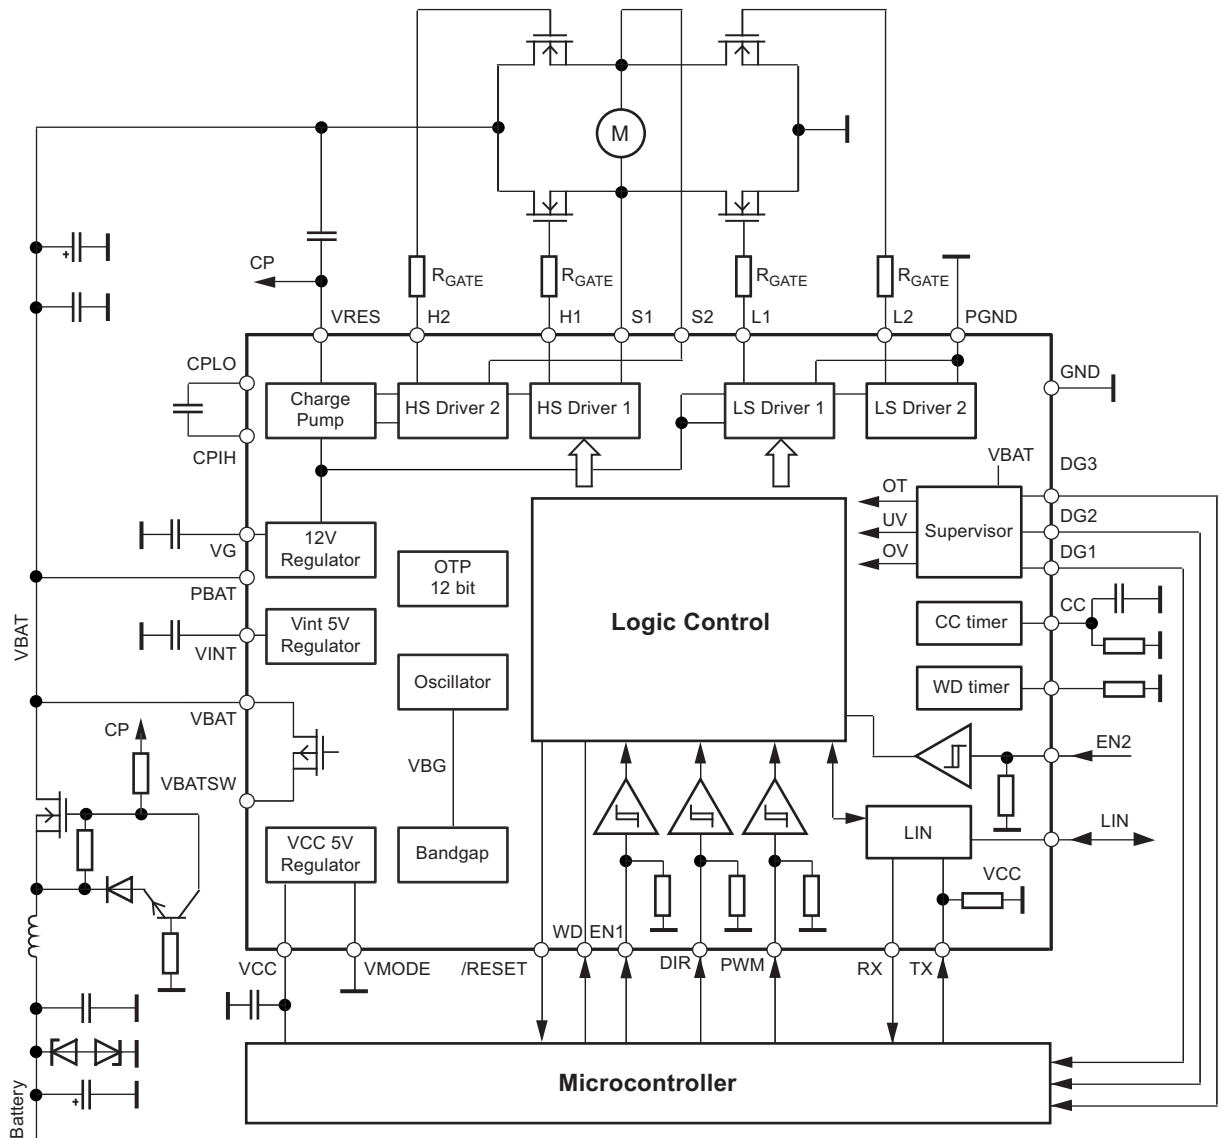 M
CP
R_GATE
R_GATE
R_GATE
R_GATE
VRES
H2
H1
S1
S2
L1
L2
PGND
CPLO
CPIH
Charge
Pump
HS Driver 2
HS Driver 1
LS Driver 1
LS Driver 2
GND
VBAT
DG3
DG2
DG1
OT
UV
OV
Supervisor
VG
12V
Regulator
OTP
12 bit
PBAT
VBAT
VINT
Vint 5V
Regulator
Logic Control
CC timer
CC
Oscillator
WD timer
VBAT
CP
VBG
EN2
VBATSW
VCC 5V
Regulator
Bandgap
LIN
LIN
VCC
VCC
VMODE
/RESET
WD
EN1
DIR
PWM
RX
TX
+
+
Battery
Microcontroller